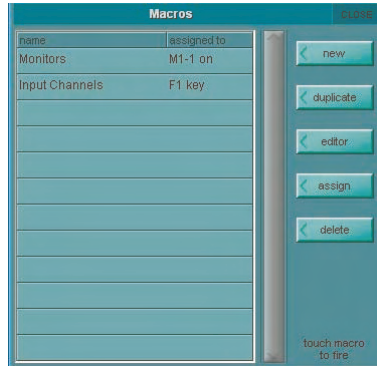 Macros CLOSE
name assigned to
Monitors M1-1 on
Input Channels F1 key
new
duplicate
editor
assign
delete
touch macro
to fire